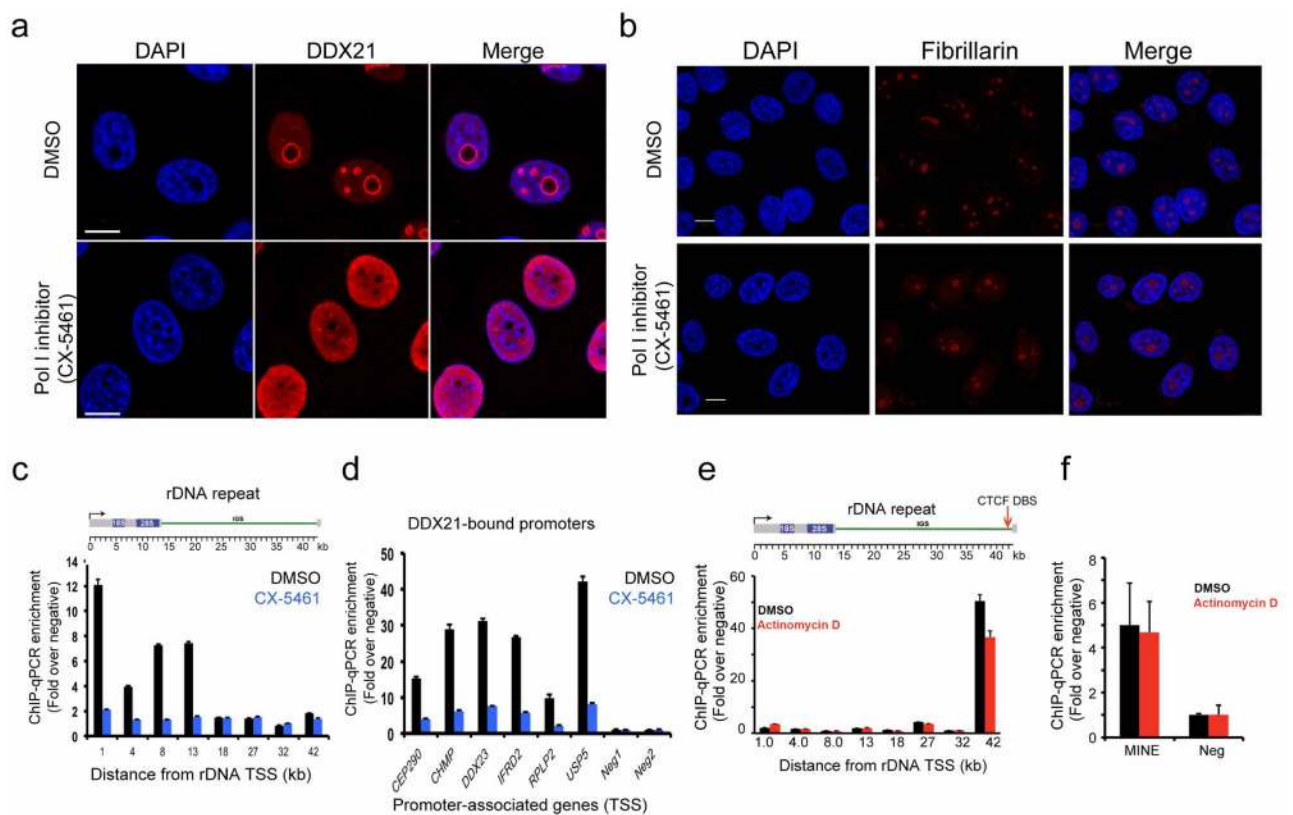 a
DAPI
DDX21
Merge
DMSO
Pol I inhibitor
(CX-5461)
b
DAPI
Fibrillarin
Merge
DMSO
Pol I inhibitor
(CX-5461)
c
rDNA repeat
18S
28S
IGS
0 5 10 15 20 25 30 35 40 kb
14
12
10
8
6
4
2
0
ChIP-qPCR enrichment
(Fold over negative)
DMSO
CX-5461
1 4 8 13 18 27 32 42
Distance from rDNA TSS (kb)
d
DDX21-bound promoters
50
40
30
20
10
0
ChIP-qPCR enrichment
(Fold over negative)
DMSO
CX-5461
CEP290 CHMP DDX23 IFRD2 RPLP2 USP5 Neg1 Neg2
Promoter-associated genes (TSS)
e
CTCF DBS
rDNA repeat
18S
28S
IGS
0 5 10 15 20 25 30 35 40 kb
60
40
20
0
ChIP-qPCR enrichment
(Fold over negative)
DMSO
Actinomycin D
1.0 4.0 8.0 13 18 27 32 42
Distance from rDNA TSS (kb)
f
8
6
4
2
0
ChIP-qPCR enrichment
(Fold over negative)
DMSO
Actinomycin D
MINE Neg